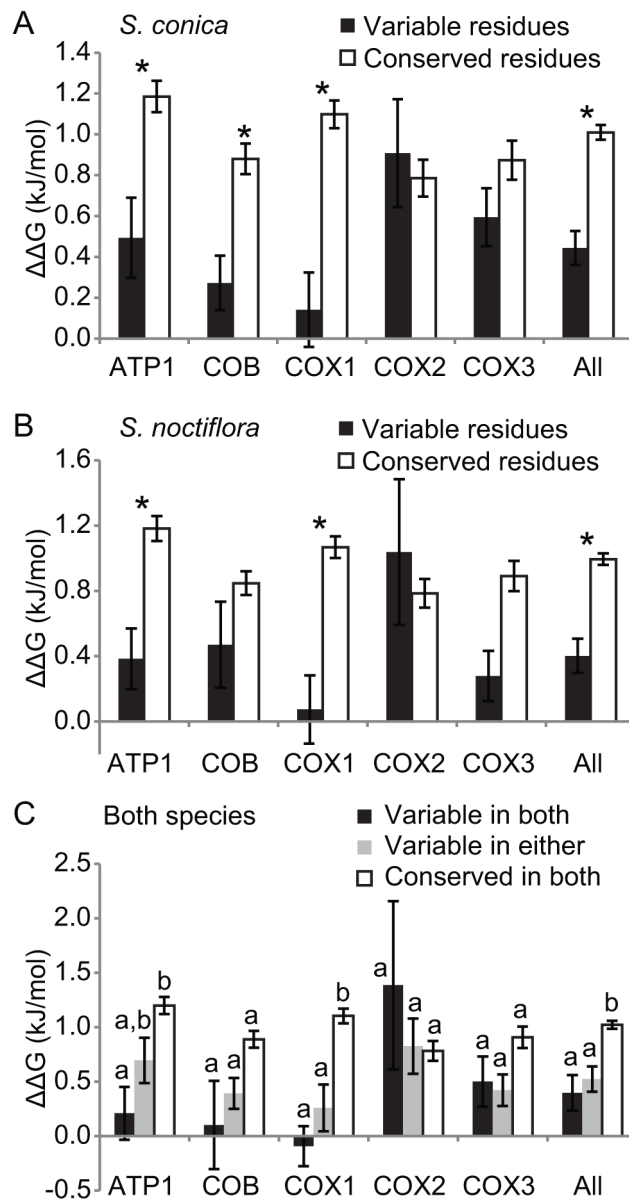 A
S. conica
Variable residues
Conserved residues
ΔΔG (kJ/mol)
1.4
1.2
1.0
0.8
0.6
0.4
0.2
0.0
* * * *
ATP1 COB COX1 COX2 COX3 All
B
S. noctiflora
Variable residues
Conserved residues
ΔΔG (kJ/mol)
1.6
1.2
0.8
0.4
0.0
* * *
ATP1 COB COX1 COX2 COX3 All
C
Both species
Variable in both
Variable in either
Conserved in both
ΔΔG (kJ/mol)
2.5
2.0
1.5
1.0
0.5
0.0
-0.5
a,b b a a a a a b a a a a a a a a b
ATP1 COB COX1 COX2 COX3 All